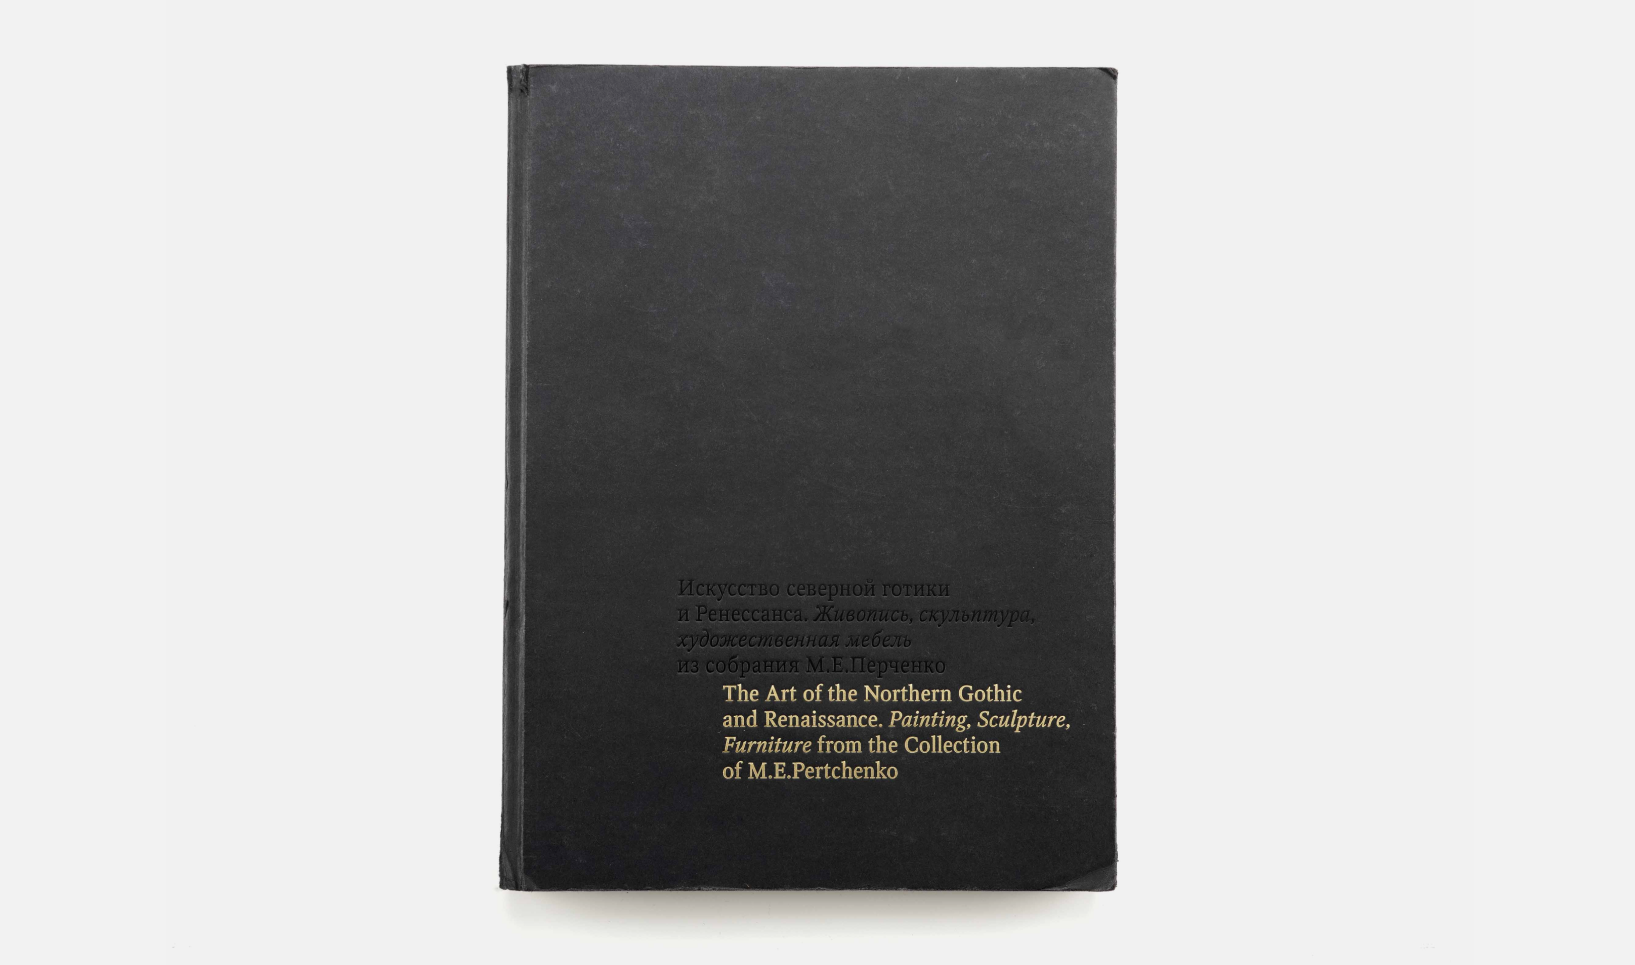 Искусство северной готики
и Ренессанса. Живопись, скульптура,
художественная мебель
из собрания М.Е.Перченко
The Art of the Northern Gothic
and Renaissance. Painting, Sculpture,
Furniture from the Collection
of M.E.Pertchenko